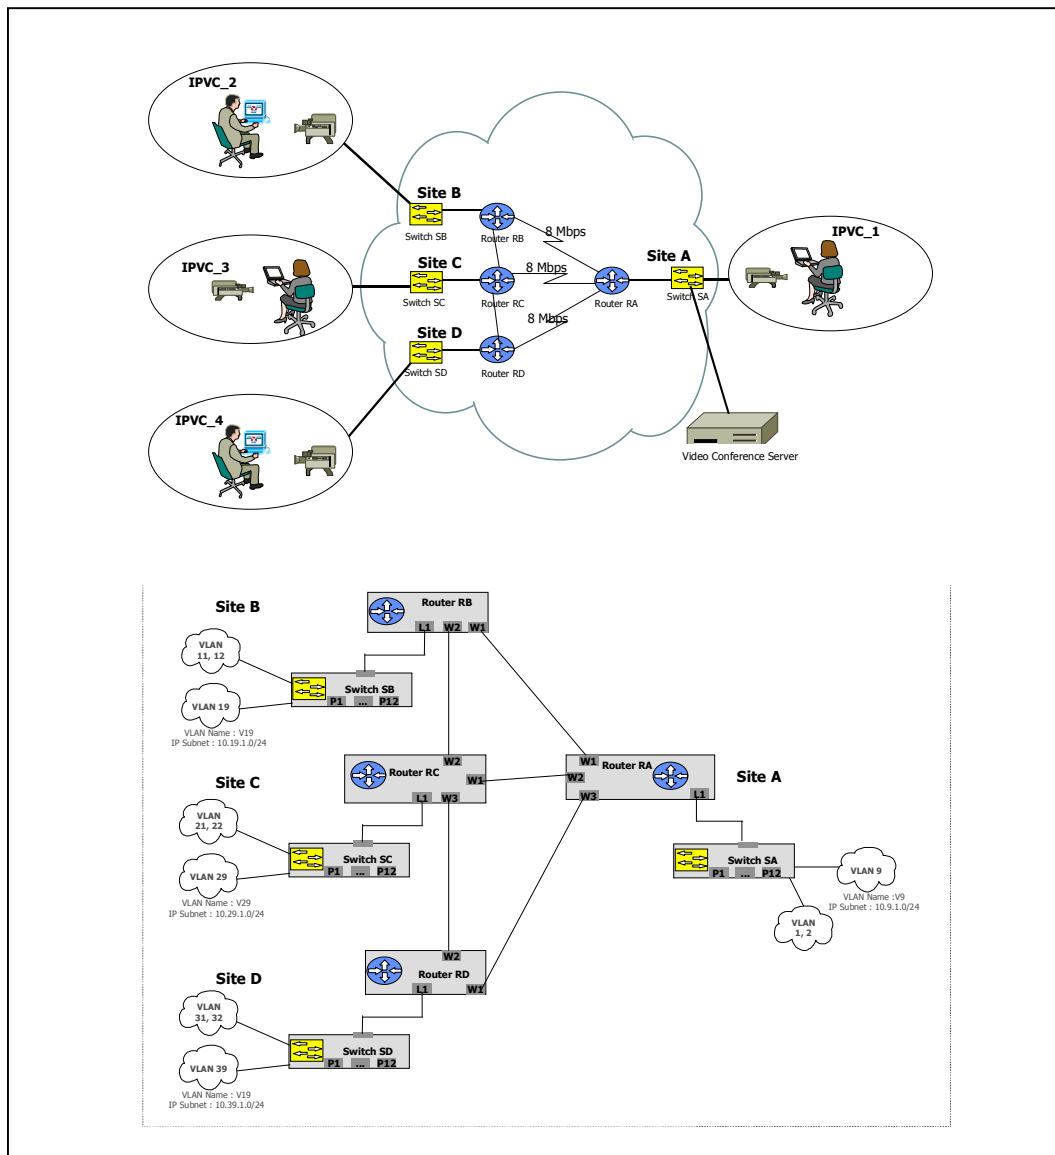 IPVC_2
Site B
Switch SB
Router RB
8 Mbps
IPVC_3
Site C
Switch SC
Router RC
8 Mbps
Router RA
Site A
Switch SA
IPVC_1
Site D
Switch SD
Router RD
8 Mbps
IPVC_4
Video Conference Server
Site B
Router RB
L1 W2 W1
VLAN
11, 12
Switch SB
P1 ... P12
VLAN 19
VLAN Name : V19
IP Subnet : 10.19.1.0/24
Site C
W2
Router RC
W1
L1 W3
W1
Router RA
W2
W3
L1
Site A
VLAN
21, 22
Switch SC
P1 ... P12
VLAN 29
VLAN Name : V29
IP Subnet : 10.29.1.0/24
Switch SA
P1 ... P12
VLAN 9
VLAN Name :V9
IP Subnet : 10.9.1.0/24
VLAN
1, 2
Site D
W2
Router RD
L1 W1
VLAN
31, 32
Switch SD
P1 ... P12
VLAN 39
VLAN Name : V19
IP Subnet : 10.39.1.0/24